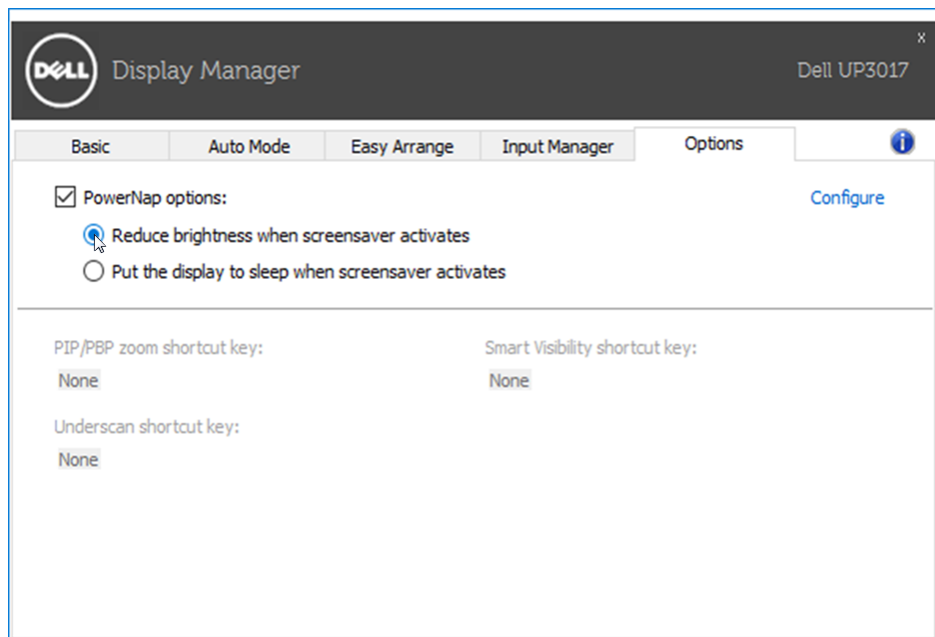 x
DELL Display Manager Dell UP3017
Basic Auto Mode Easy Arrange Input Manager Options i
PowerNap options: Configure
Reduce brightness when screensaver activates
Put the display to sleep when screensaver activates
PIP/PBP zoom shortcut key: Smart Visibility shortcut key:
None None
Underscan shortcut key:
None